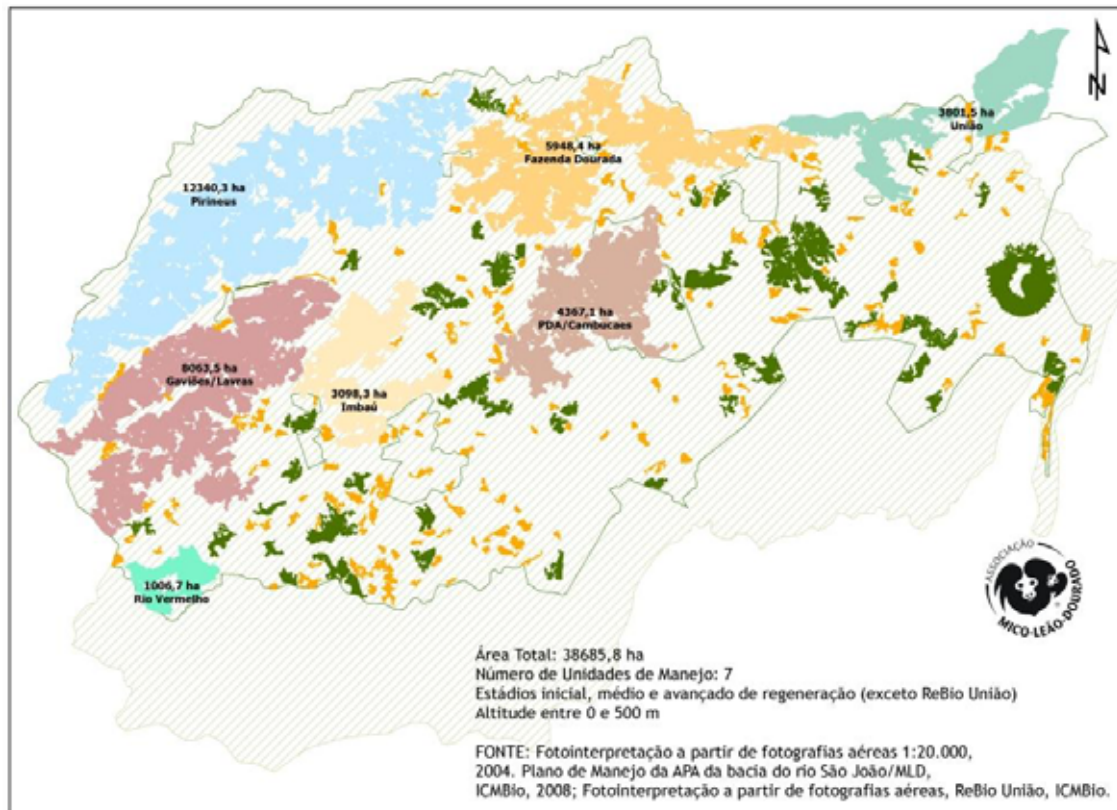 N
3801,5 ha
União
5948,4 ha
Fazenda Dourada
12340,3 ha
Pirineus
4367,1 ha
PDA/Cambucaes
8063,5 ha
Gaviões/Lavras
3098,3 ha
Imbaú
1006,7 ha
Rio Vermelho
ASSOCIAÇÃO
MICO-LEÃO-DOURADO
Área Total: 38685,8 ha
Número de Unidades de Manejo: 7
Estádios inicial, médio e avançado de regeneração (exceto ReBio União)
Altitude entre 0 e 500 m
FONTE: Fotointerpretação a partir de fotografias aéreas 1:20.000,
2004. Plano de Manejo da APA da bacia do rio São João/MLD,
ICMBio, 2008; Fotointerpretação a partir de fotografias aéreas, ReBio União, ICMBio.